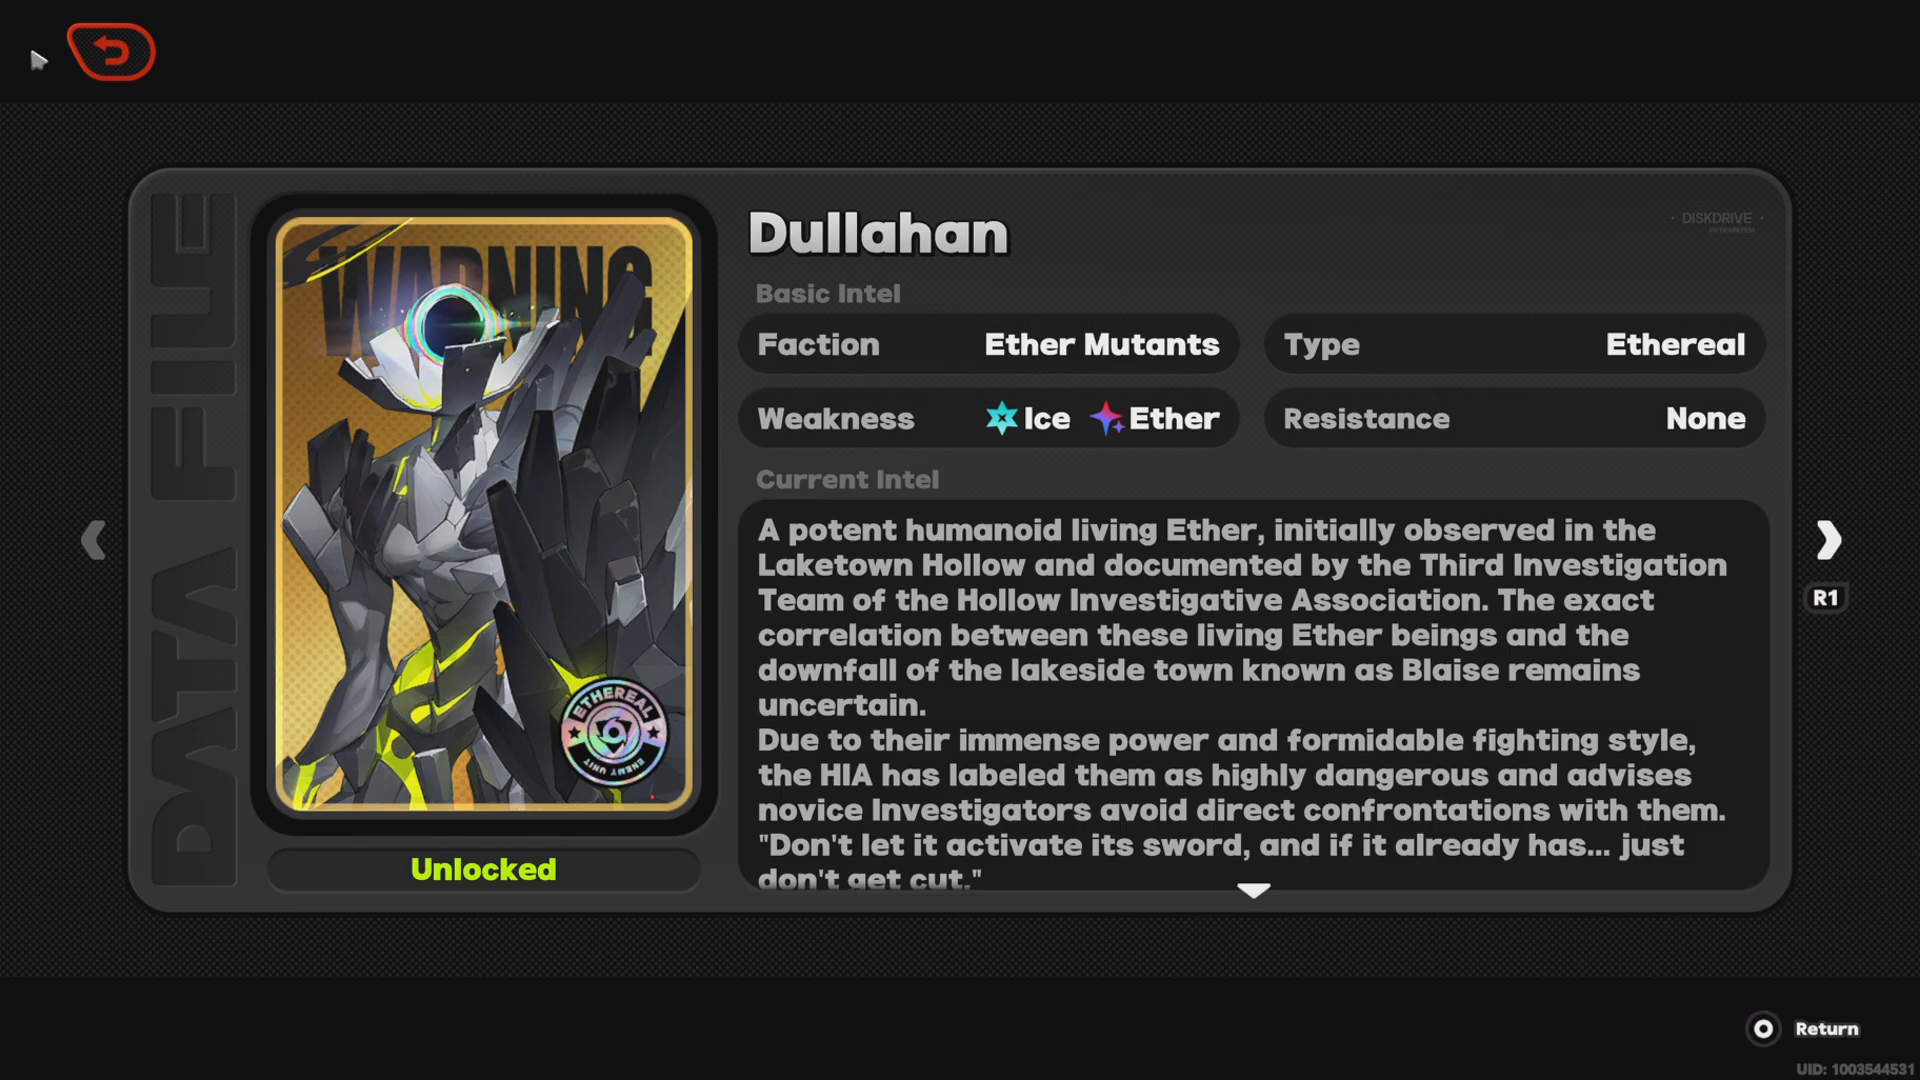 DATA FILE
WARNING
ETHEREAL
ENEMY UNIT
Unlocked
Dullahan
· DISKDRIVE ·
Basic Intel
Faction Ether Mutants
Type Ethereal
Weakness Ice Ether
Resistance None
Current Intel
A potent humanoid living Ether, initially observed in the
Laketown Hollow and documented by the Third Investigation
Team of the Hollow Investigative Association. The exact
correlation between these living Ether beings and the
downfall of the lakeside town known as Blaise remains
uncertain.
Due to their immense power and formidable fighting style,
the HIA has labeled them as highly dangerous and advises
novice Investigators avoid direct confrontations with them.
"Don't let it activate its sword, and if it already has... just
don't get cut."
R1
Return
UID: 1003544531